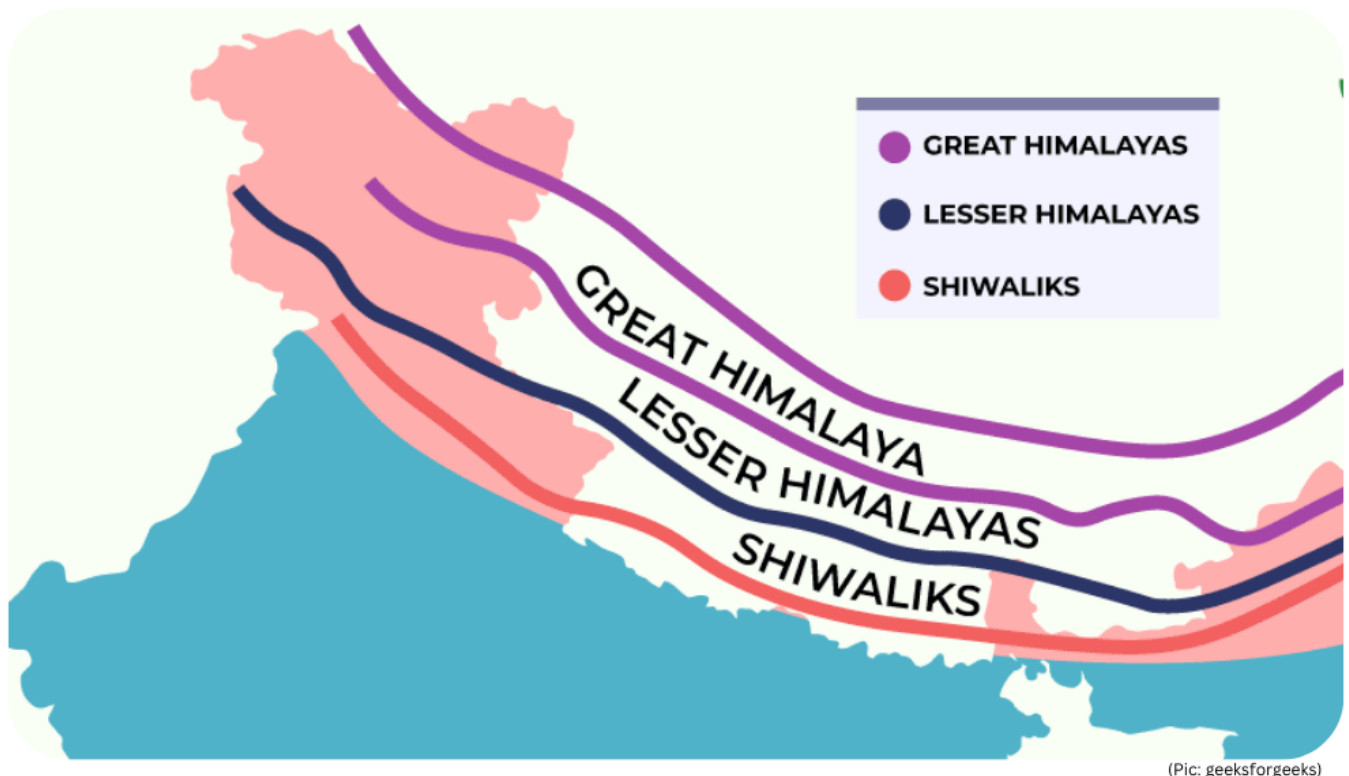 GREAT HIMALAYAS
LESSER HIMALAYAS
SHIWALIKS
GREAT HIMALAYA
LESSER HIMALAYAS
SHIWALIKS
(Pic: geeksforgeeks)